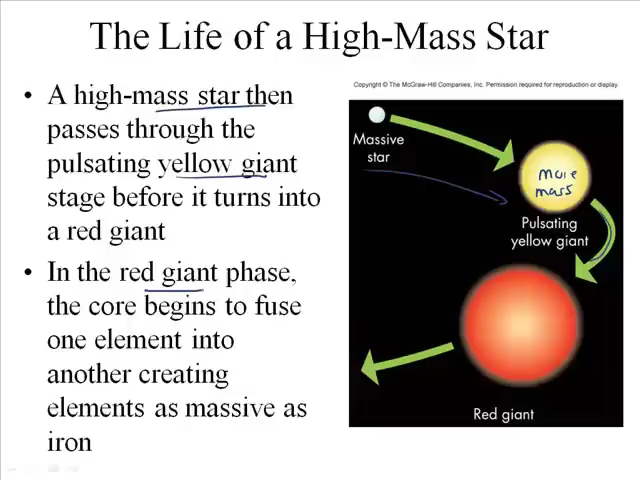 The Life of a High-Mass Star
• A high-mass star then
passes through the
pulsating yellow giant
stage before it turns into
a red giant
• In the red giant phase,
the core begins to fuse
one element into
another creating
elements as massive as
iron
Copyright © The McGraw-Hill Companies, Inc. Permission required for reproduction or display.
Massive
star
more
mass
Pulsating
yellow giant
Red giant